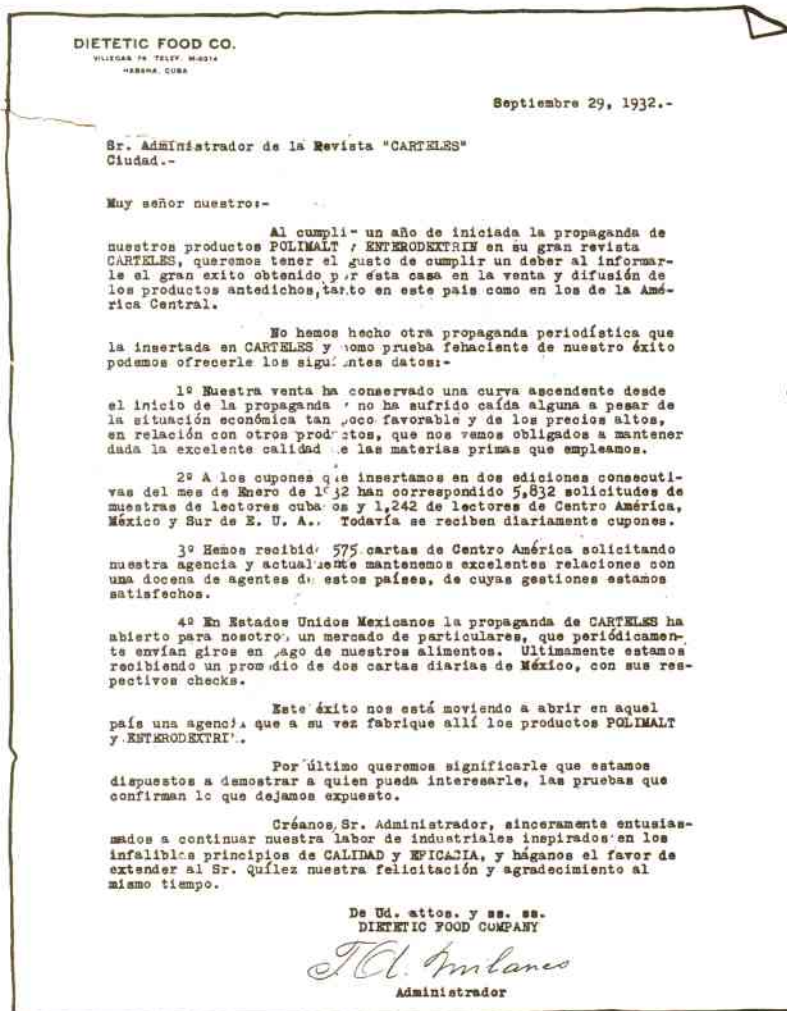 DIETETIC FOOD CO.
VILLEGAS 78 TELEF. M-8314
HABANA, CUBA
Septiembre 29, 1932.-
Sr. Administrador de la Revista "CARTELES"
Ciudad.-
Muy señor nuestro:-
Al cumpli- un año de iniciada la propaganda de
nuestros productos POLIMALT y ENTERODEXTRIN en su gran revista
CARTELES, queremos tener el gusto de cumplir un deber al informar-
le el gran exito obtenido por esta casa en la venta y difusión de
los productos antedichos,tanto en este pais como en los de la Amé-
rica Central.
No hemos hecho otra propaganda periodística que
la insertada en CARTELES y como prueba fehaciente de nuestro éxito
podemos ofrecerle los siguientes datos:-
1º Nuestra venta ha conservado una curva ascendente desde
el inicio de la propaganda y no ha sufrido caída alguna a pesar de
la situación económica tan poco favorable y de los precios altos,
en relación con otros productos, que nos vemos obligados a mantener
dada la excelente calidad de las materias primas que empleamos.
2º A los cupones que insertamos en dos ediciones consecuti-
vas del mes de Enero de 1932 han correspondido 5,832 solicitudes de
muestras de lectores cubanos y 1,242 de lectores de Centro América,
México y Sur de E. U. A.. Todavía se reciben diariamente cupones.
3º Hemos recibido 575 cartas de Centro América solicitando
nuestra agencia y actualmente mantenemos excelentes relaciones con
una docena de agentes de estos países, de cuyas gestiones estamos
satisfechos.
4º En Estados Unidos Mexicanos la propaganda de CARTELES ha
abierto para nosotros un mercado de particulares, que periódicamen-
te envían giros en pago de nuestros alimentos. Ultimamente estamos
recibiendo un promedio de dos cartas diarias de México, con sus res-
pectivos checks.
Este éxito nos está moviendo a abrir en aquel
país una agencia que a su vez fabrique allí los productos POLIMALT
y ENTERODEXTRIN.
Por último queremos significarle que estamos
dispuestos a demostrar a quien pueda interesarle, las pruebas que
confirman lo que dejamos expuesto.
Créanos,Sr. Administrador, sinceramente entusias-
mados a continuar nuestra labor de industriales inspirados en los
infalibles principios de CALIDAD y EFICACIA, y háganos el favor de
extender al Sr. Quílez nuestra felicitación y agradecimiento al
mismo tiempo.
De Ud. attos. y ss. ss.
DIETETIC FOOD COMPANY
Milanes
Administrador